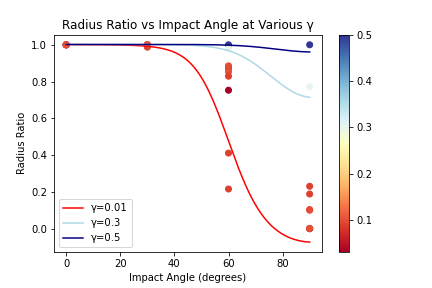 Radius Ratio vs Impact Angle at Various γ
Radius Ratio
1.0
0.8
0.6
0.4
0.2
0.0
γ=0.01
γ=0.3
γ=0.5
0
20
40
60
80
Impact Angle (degrees)
0.5
0.4
0.3
0.2
0.1